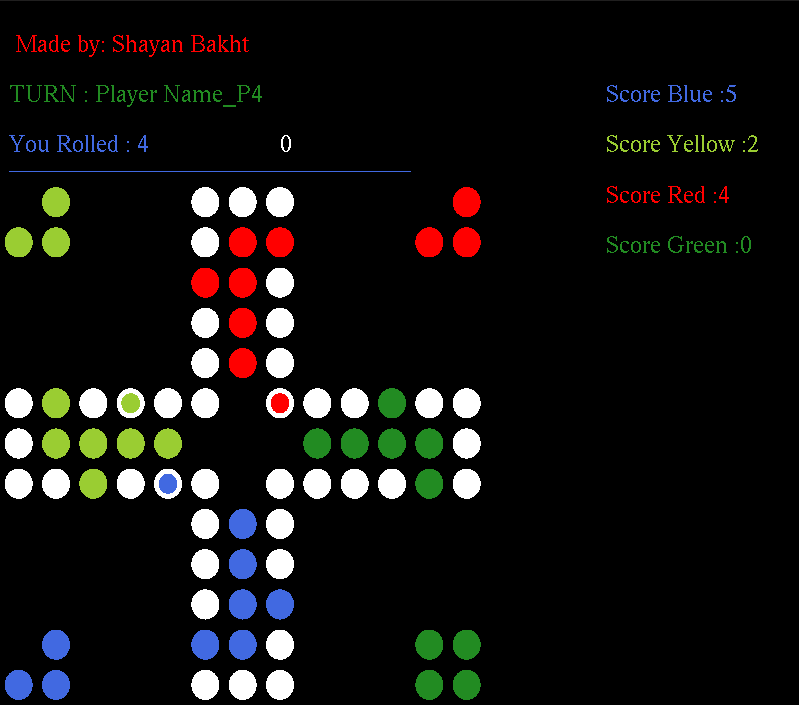 Made by: Shayan Bakht
TURN : Player Name_P4
You Rolled : 4
0
Score Blue :5
Score Yellow :2
Score Red :4
Score Green :0